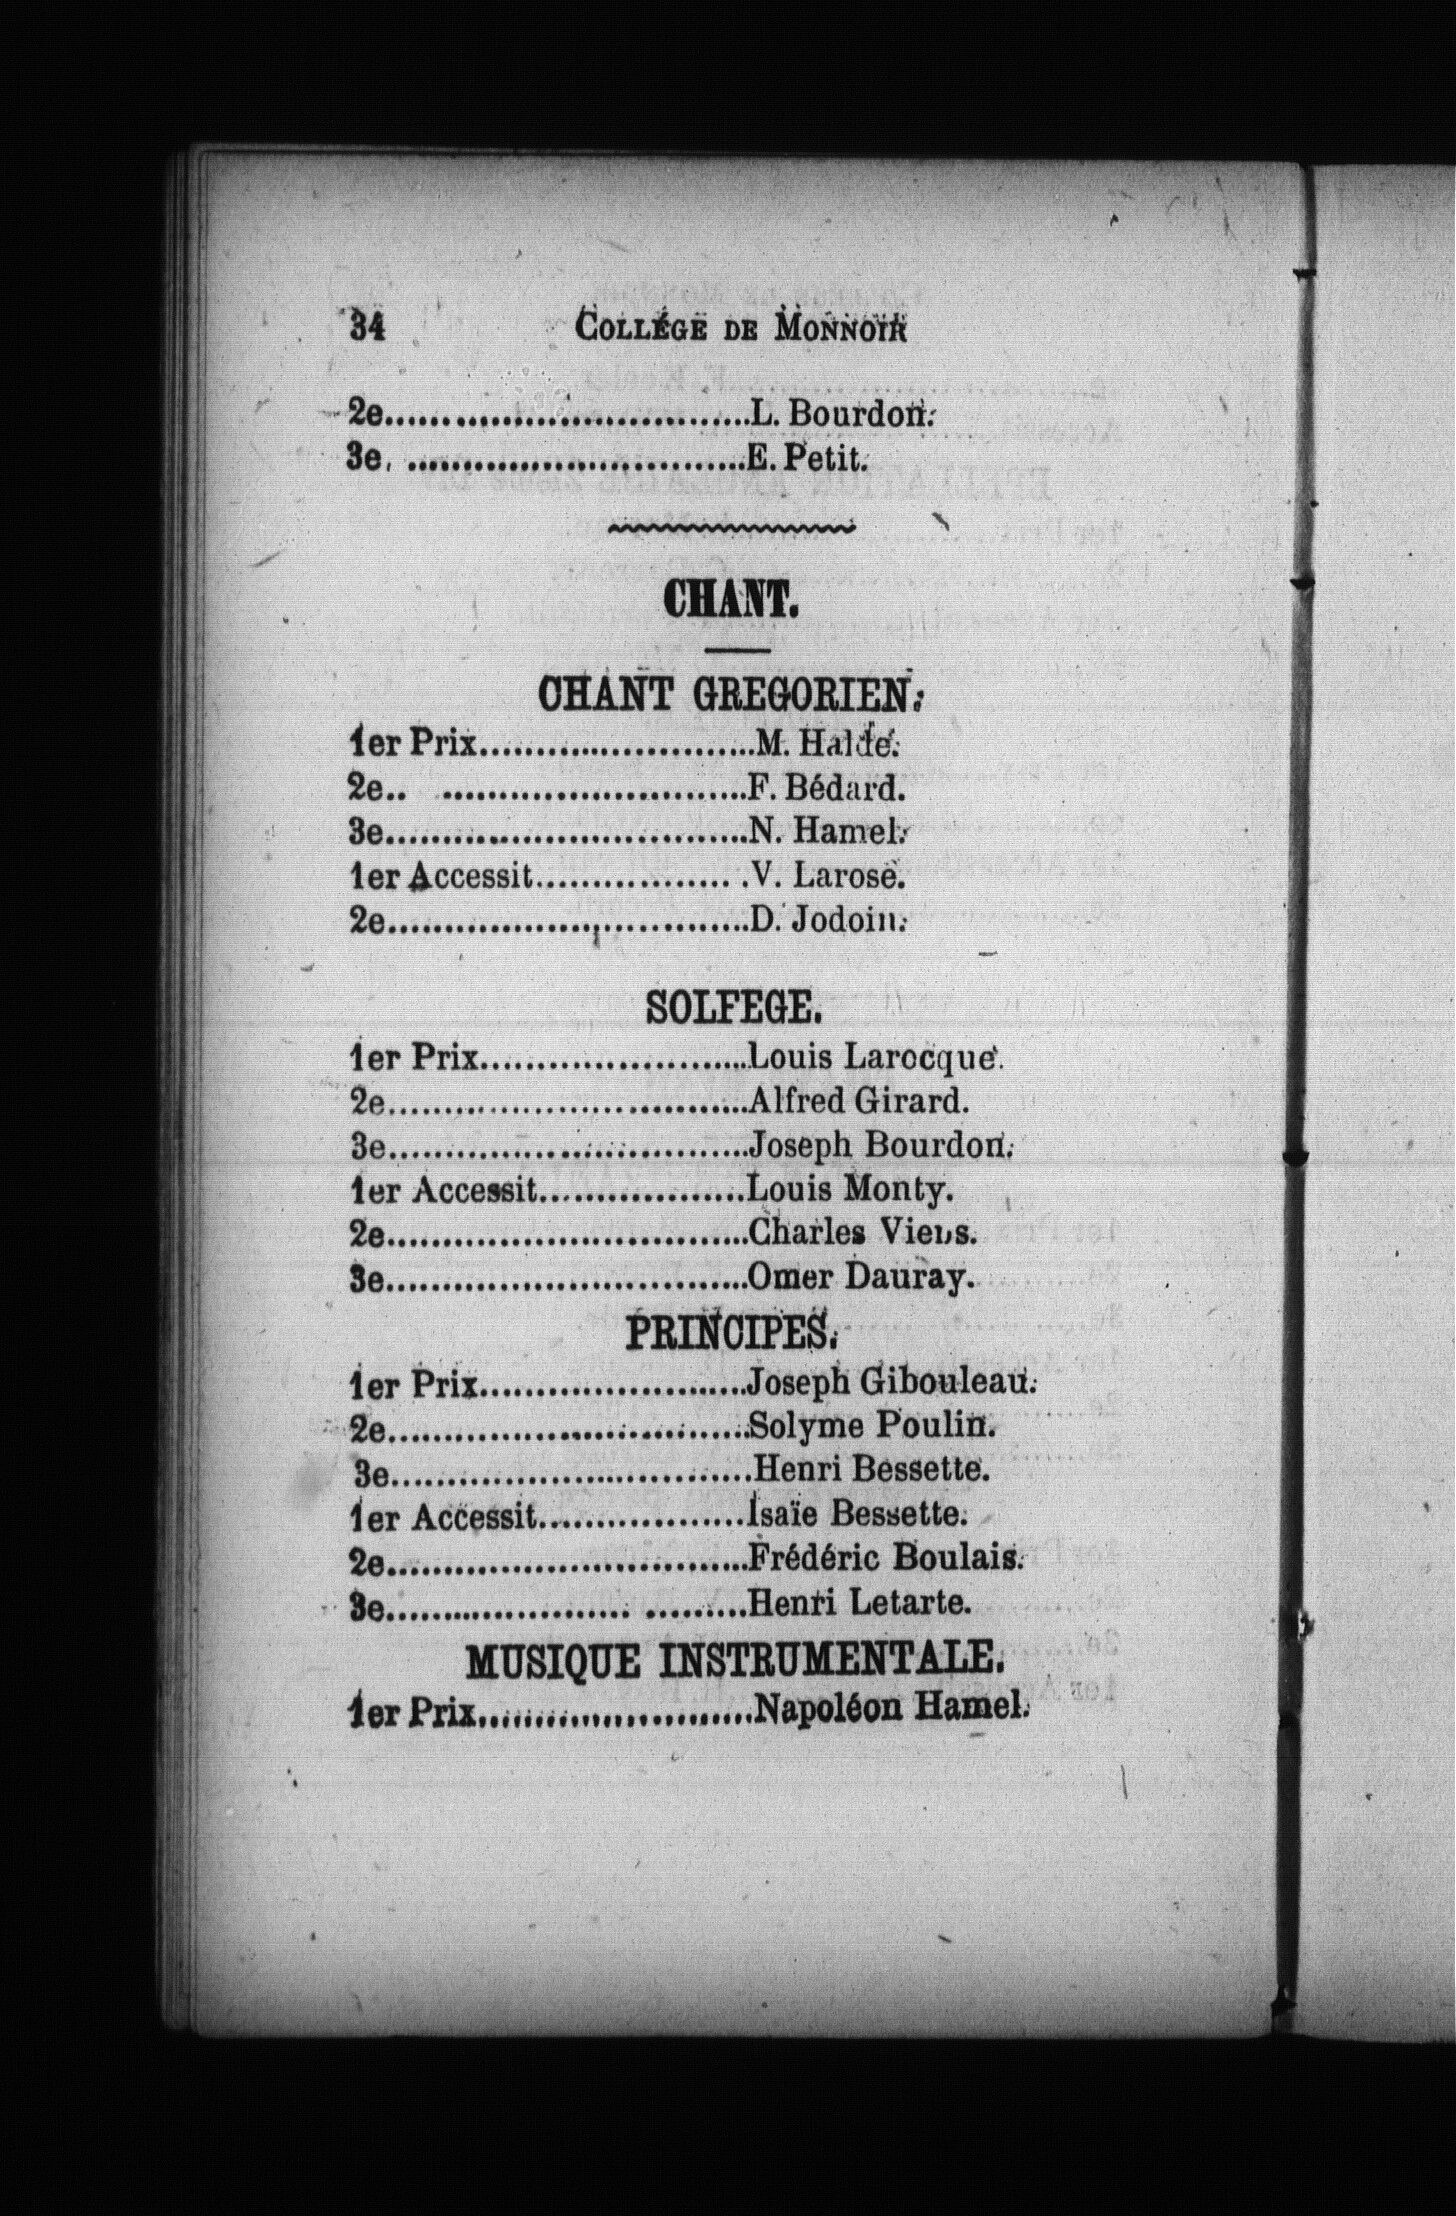 34 COLLÉGE DE MONNOIR
2e................................L. Bourdon.
3e. ..............................E. Petit.
CHANT.
CHANT GREGORIEN.
1er Prix........................M. Halde.
2e.. ...........................F. Bédard.
3e................................N. Hamel.
1er Accessit................. .V. Larose.
2e................................D. Jodoin.
SOLFEGE.
1er Prix........................Louis Larocque.
2e................................Alfred Girard.
3e................................Joseph Bourdon.
1er Accessit..................Louis Monty.
2e................................Charles Viens.
3e................................Omer Dauray.
PRINCIPES.
1er Prix........................Joseph Gibouleau.
2e................................Solyme Poulin.
3e................................Henri Bessette.
1er Accessit..................Isaïe Bessette.
2e................................Frédéric Boulais.
3e..................... .........Henri Letarte.
MUSIQUE INSTRUMENTALE.
1er Prix........................Napoléon Hamel.